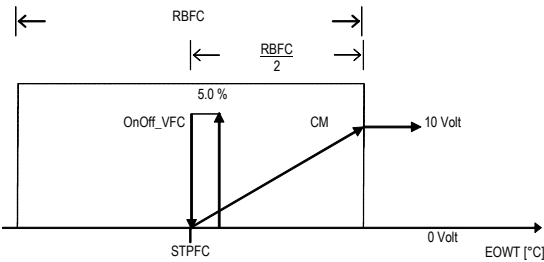 RBFC
RBFC
2
5.0 %
OnOff_VFC
CM
10 Volt
STPFC
0 Volt
EOWT [°C]